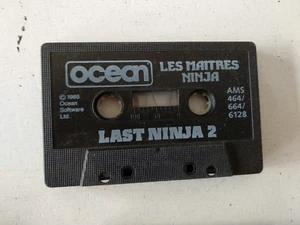 ocean
LES MAITRES
NINJA
© 1988
Ocean
Software
Ltd.
AMS
464/
664/
6128
LAST NINJA 2